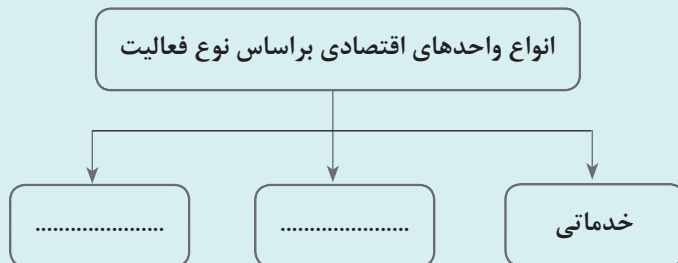 انواع واحدهای اقتصادی براساس نوع فعالیت
خدماتی
......................
......................